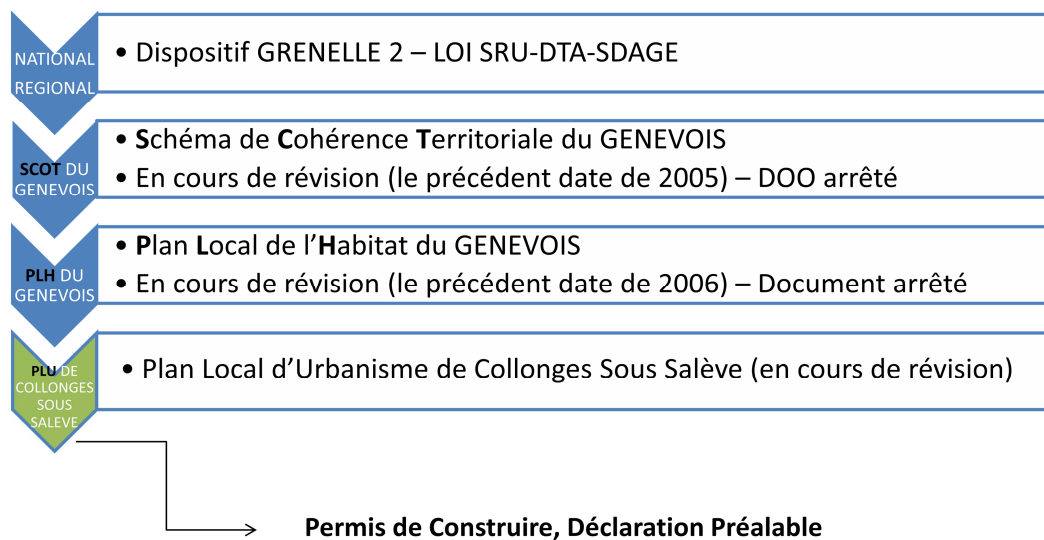 NATIONAL
REGIONAL
• Dispositif GRENELLE 2 – LOI SRU-DTA-SDAGE
SCOT DU
GENEVOIS
• Schéma de Cohérence Territoriale du GENEVOIS
• En cours de révision (le précédent date de 2005) – DOO arrêté
PLH DU
GENEVOIS
• Plan Local de l’Habitat du GENEVOIS
• En cours de révision (le précédent date de 2006) – Document arrêté
PLU DE
COLLONGES
SOUS
SALEVE
• Plan Local d’Urbanisme de Collonges Sous Salève (en cours de révision)
Permis de Construire, Déclaration Préalable